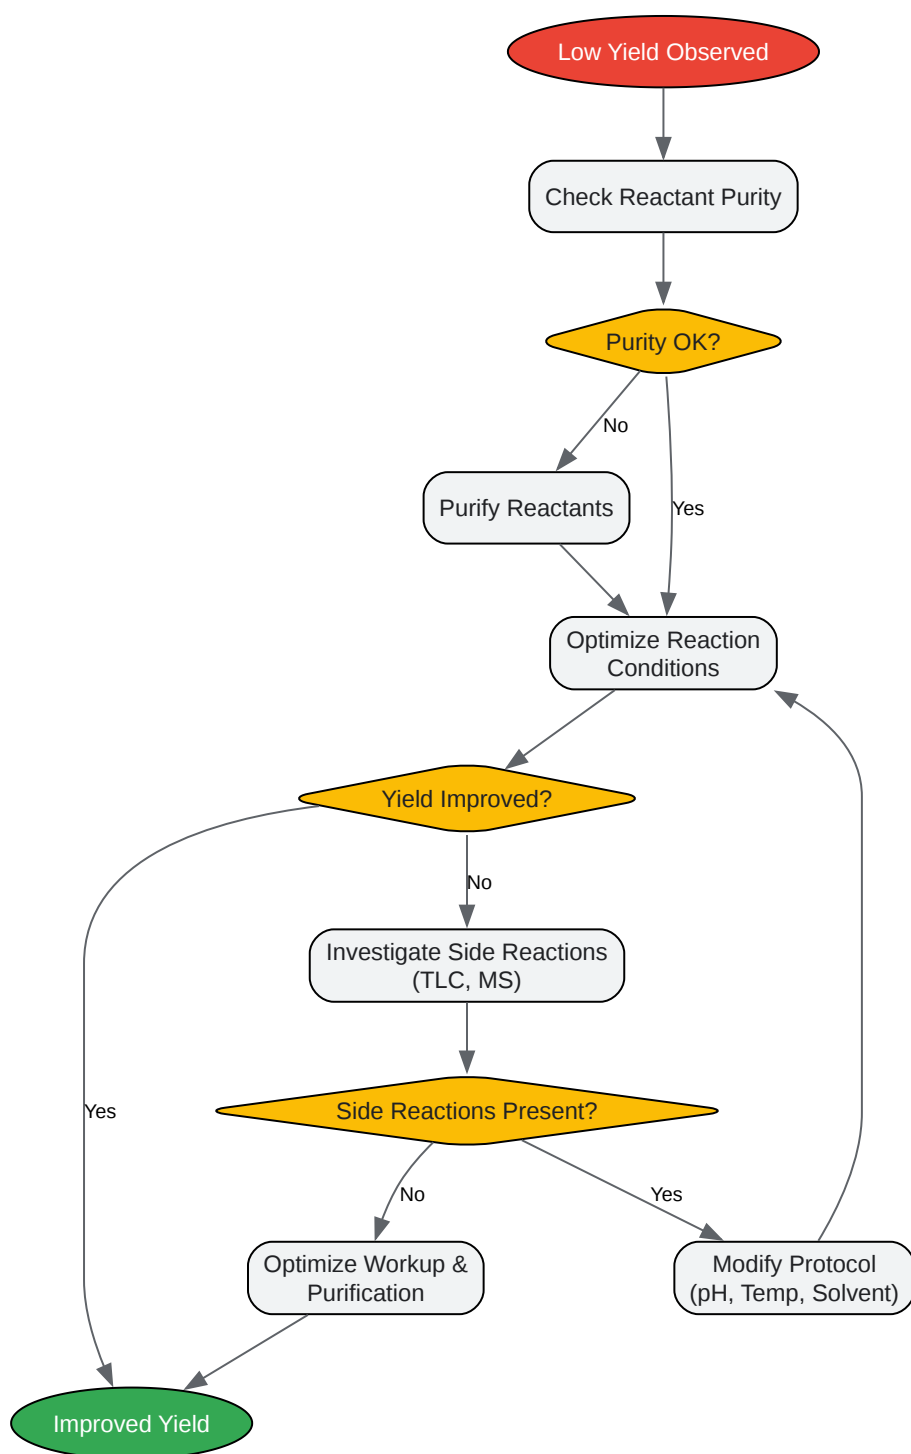 Low Yield Observed
Check Reactant Purity
Purity OK?
No
Purify Reactants
Yes
Optimize Reaction
Conditions
Yield Improved?
No
Investigate Side Reactions
(TLC, MS)
Yes
Side Reactions Present?
No
Yes
Optimize Workup &
Purification
Modify Protocol
(pH, Temp, Solvent)
Improved Yield